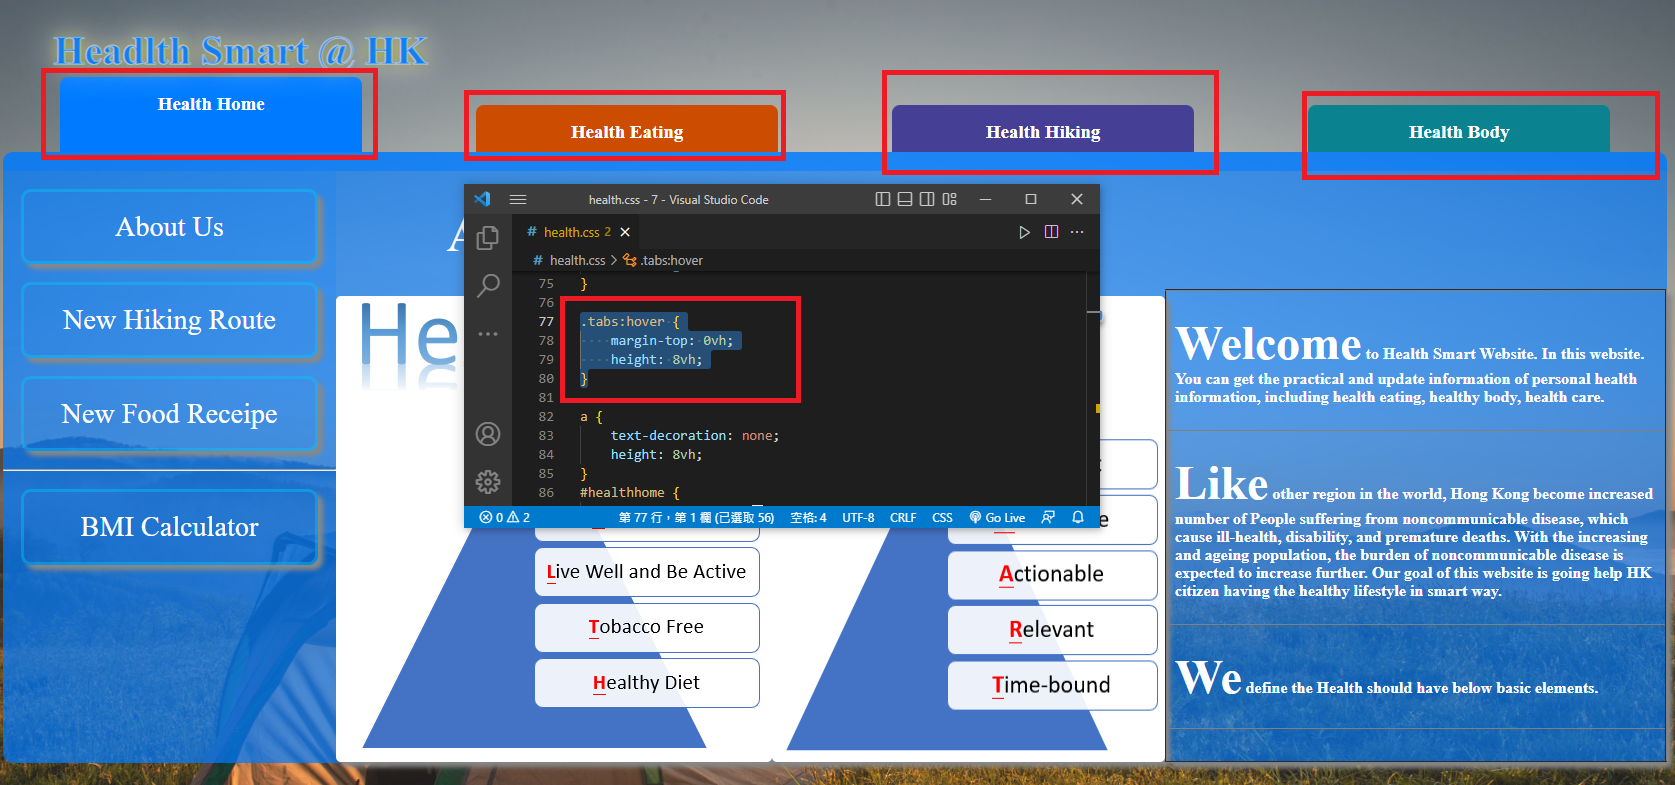 Headlth Smart @ HK
Health Home
Health Eating
Health Hiking
Health Body
About Us
New Hiking Route
New Food Receipe
BMI Calculator
A
He
health.css - 7 - Visual Studio Code
# health.css 2
# health.css > .tabs:hover
75 }
76
77 .tabs:hover {
78 margin-top: 0vh;
79 height: 8vh;
80 }
81
82 a {
83 text-decoration: none;
84 height: 8vh;
85 }
86 #healthhome {
0 2 第 77 行，第 1 欄 (已選取 56) 空格: 4 UTF-8 CRLF CSS Go Live
e
Live Well and Be Active
Tobacco Free
Healthy Diet
Actionable
Relevant
Time-bound
Welcome to Health Smart Website. In this website.
You can get the practical and update information of personal health
information, including health eating, healthy body, health care.
Like other region in the world, Hong Kong become increased
number of People suffering from noncommunicable disease, which
cause ill-health, disability, and premature deaths. With the increasing
and ageing population, the burden of noncommunicable disease is
expected to increase further. Our goal of this website is going help HK
citizen having the healthy lifestyle in smart way.
We define the Health should have below basic elements.